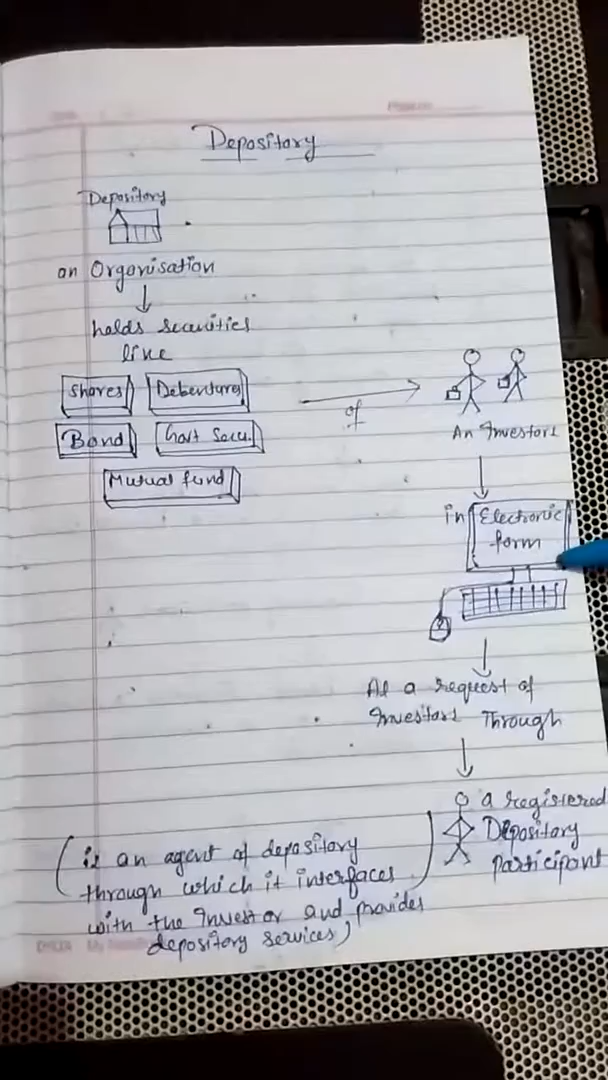 Depository
Depository
an Organisation
holds securities
like
Shares
Debentures
Bond
Govt Secu.
Mutual fund
of
An Investors
in Electronic
form
At a request of
Investors Through
a registered
Depository
participant
(is an agent of depository
through which it interfaces
with the Investor and provides
depository services)